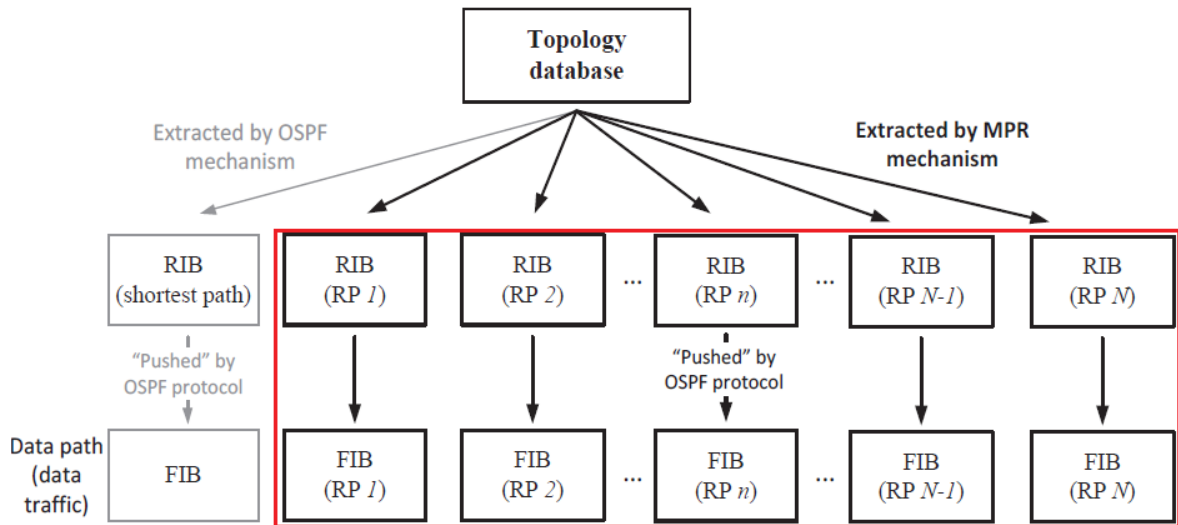 Topology
database
Extracted by OSPF
mechanism
Extracted by MPR
mechanism
RIB
(shortest path)
RIB
(RP 1)
RIB
(RP 2)
...
RIB
(RP n)
...
RIB
(RP N-1)
RIB
(RP N)
“Pushed” by
OSPF protocol
“Pushed” by
OSPF protocol
Data path
(data
traffic)
FIB
FIB
(RP 1)
FIB
(RP 2)
...
FIB
(RP n)
...
FIB
(RP N-1)
FIB
(RP N)